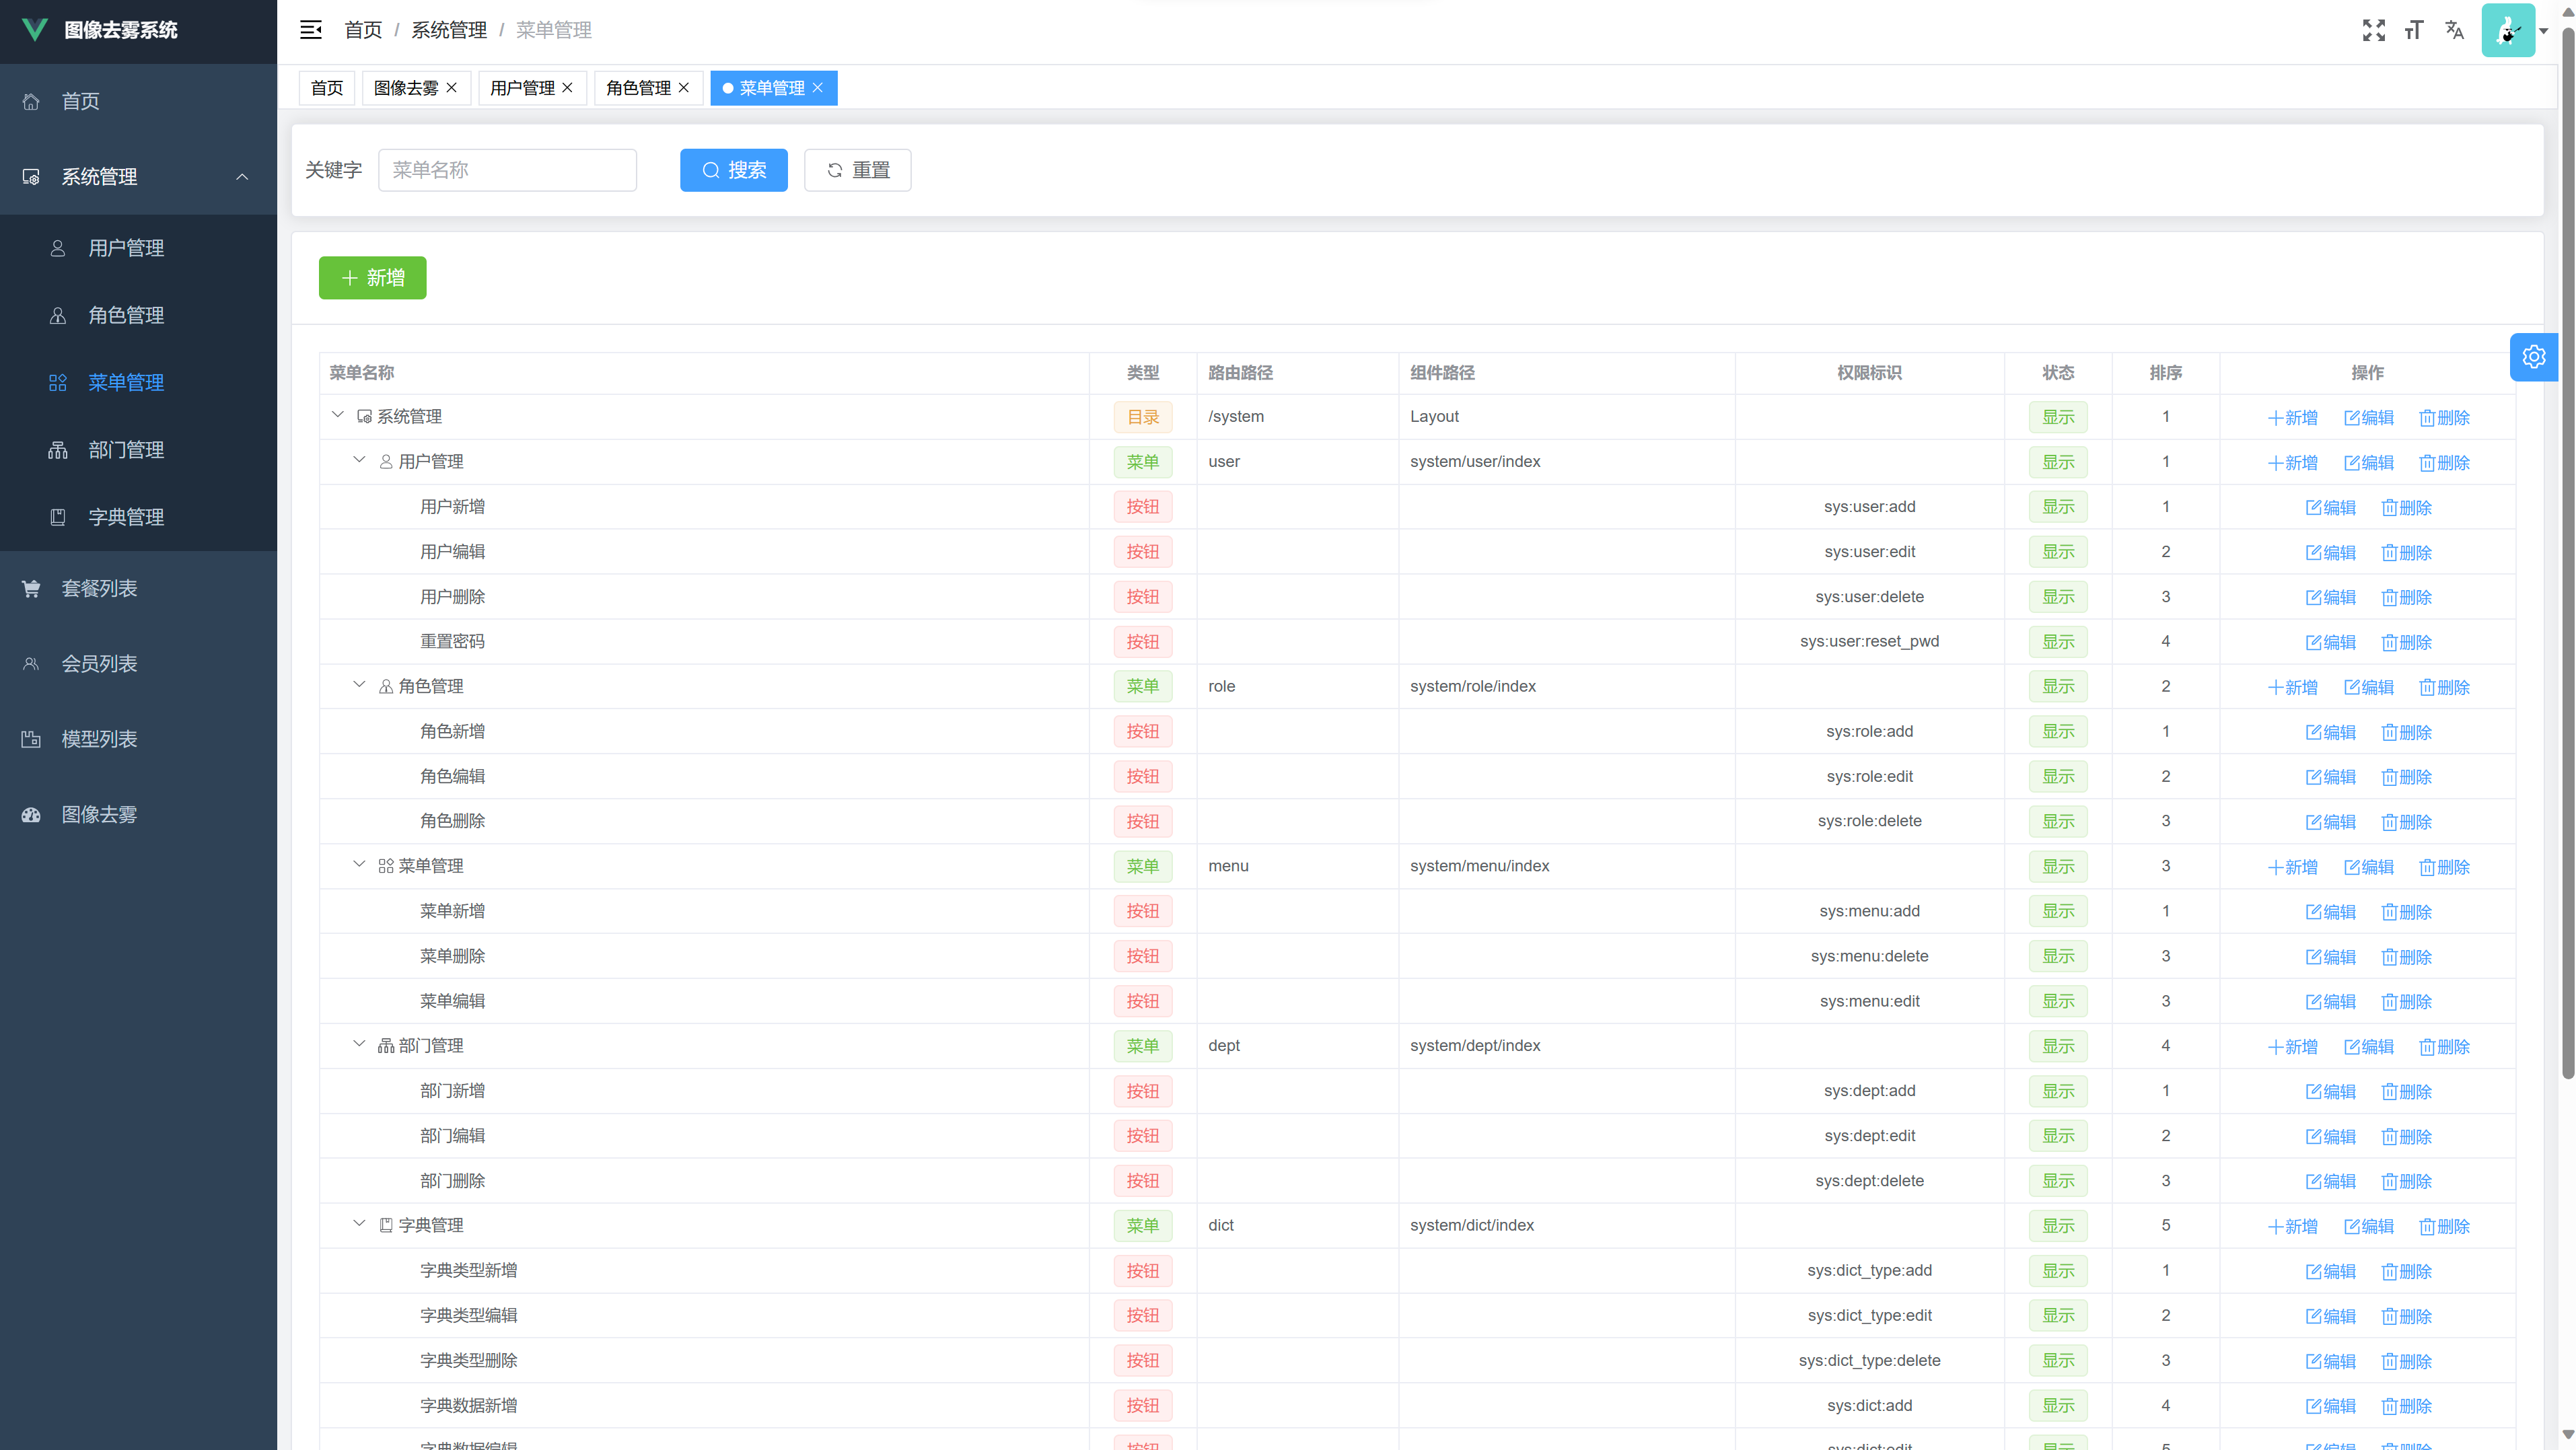 图像去雾系统
首页 / 系统管理 / 菜单管理
首页
图像去雾
用户管理
角色管理
菜单管理
首页
系统管理
用户管理
角色管理
菜单管理
部门管理
字典管理
套餐列表
会员列表
模型列表
图像去雾
关键字 菜单名称 搜索 重置
新增
菜单名称 类型 路由路径 组件路径 权限标识 状态 排序 操作
系统管理 目录 /system Layout 显示 1 新增 编辑 删除
用户管理 菜单 user system/user/index 显示 1 新增 编辑 删除
用户新增 按钮 sys:user:add 显示 1 编辑 删除
用户编辑 按钮 sys:user:edit 显示 2 编辑 删除
用户删除 按钮 sys:user:delete 显示 3 编辑 删除
重置密码 按钮 sys:user:reset_pwd 显示 4 编辑 删除
角色管理 菜单 role system/role/index 显示 2 新增 编辑 删除
角色新增 按钮 sys:role:add 显示 1 编辑 删除
角色编辑 按钮 sys:role:edit 显示 2 编辑 删除
角色删除 按钮 sys:role:delete 显示 3 编辑 删除
菜单管理 菜单 menu system/menu/index 显示 3 新增 编辑 删除
菜单新增 按钮 sys:menu:add 显示 1 编辑 删除
菜单删除 按钮 sys:menu:delete 显示 3 编辑 删除
菜单编辑 按钮 sys:menu:edit 显示 3 编辑 删除
部门管理 菜单 dept system/dept/index 显示 4 新增 编辑 删除
部门新增 按钮 sys:dept:add 显示 1 编辑 删除
部门编辑 按钮 sys:dept:edit 显示 2 编辑 删除
部门删除 按钮 sys:dept:delete 显示 3 编辑 删除
字典管理 菜单 dict system/dict/index 显示 5 新增 编辑 删除
字典类型新增 按钮 sys:dict_type:add 显示 1 编辑 删除
字典类型编辑 按钮 sys:dict_type:edit 显示 2 编辑 删除
字典类型删除 按钮 sys:dict_type:delete 显示 3 编辑 删除
字典数据新增 按钮 sys:dict:add 显示 4 编辑 删除
字典数据编辑 按钮 sys:dict:edit 显示 5 编辑 删除